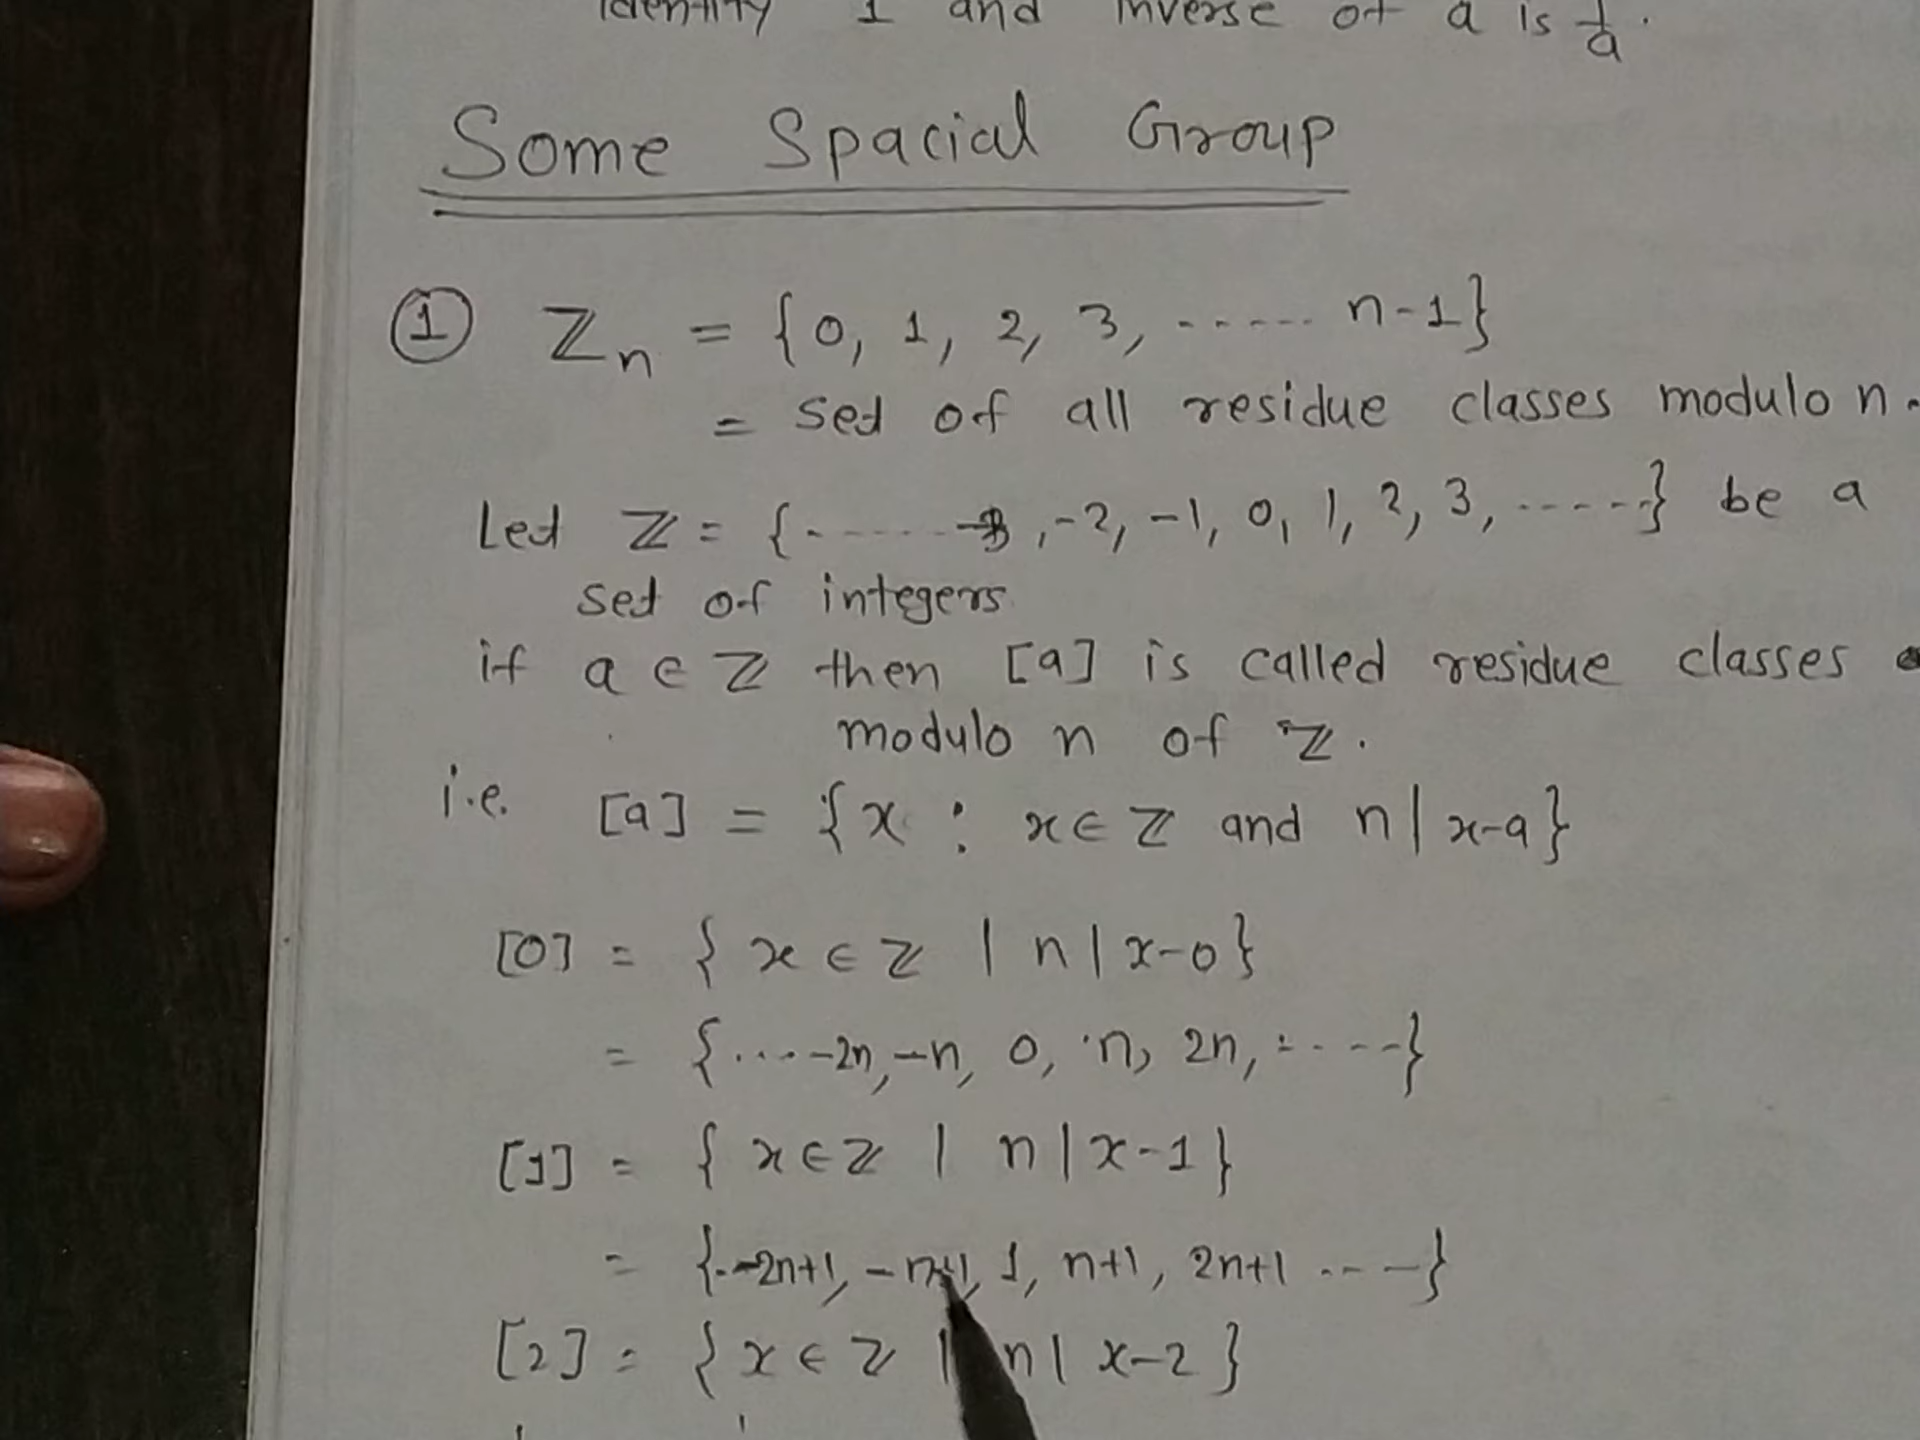 Identity 1 and inverse of a is 1/a.
Some Spacial Group
① ℤn = {0, 1, 2, 3, ----- n-1}
= set of all residue classes modulo n.
Let ℤ = {------ -3, -2, -1, 0, 1, 2, 3, -----} be a
set of integers
if a ∈ ℤ then [a] is called residue classes
modulo n of ℤ.
i.e. [a] = {x : x ∈ ℤ and n | x-a}
[0] = { x ∈ ℤ | n | x-0}
= {.... -2n, -n, 0, n, 2n, -----}
[1] = { x ∈ ℤ | n | x-1}
= {.. -2n+1, -n+1, 1, n+1, 2n+1 ----}
[2] = { x ∈ ℤ | n | x-2 }